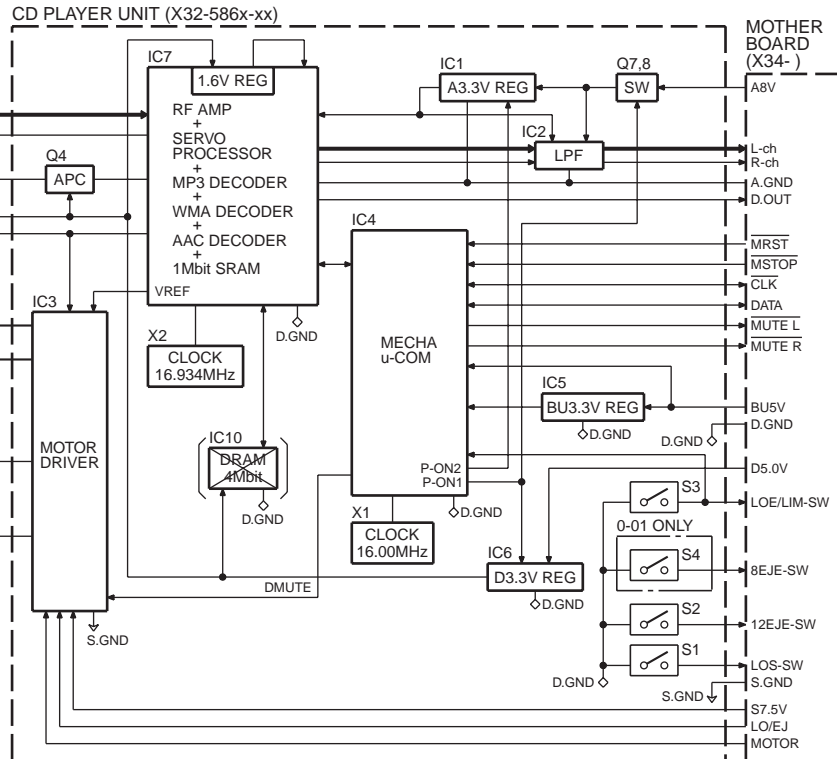 CD PLAYER UNIT (X32-586x-xx)
MOTHER
BOARD
(X34- )
IC7
1.6V REG
RF AMP
+
SERVO
PROCESSOR
+
MP3 DECODER
+
WMA DECODER
+
AAC DECODER
+
1Mbit SRAM
VREF
IC1
A3.3V REG
Q7,8
SW
A8V
IC2
LPF
L-ch
R-ch
A.GND
D.OUT
Q4
APC
IC4
MECHA
u-COM
P-ON2
P-ON1
MRST
MSTOP
CLK
DATA
MUTE L
MUTE R
IC3
MOTOR
DRIVER
X2
CLOCK
16.934MHz
D.GND
IC5
BU3.3V REG
D.GND
BU5V
D.GND
D.GND
IC10
DRAM
4Mbit
D.GND
D5.0V
X1
CLOCK
16.00MHz
D.GND
S3
LOE/LIM-SW
0-01 ONLY
S4
8EJE-SW
IC6
D3.3V REG
D.GND
DMUTE
S2
12EJE-SW
S1
LOS-SW
D.GND
S.GND
S.GND
S.GND
S7.5V
LO/EJ
MOTOR